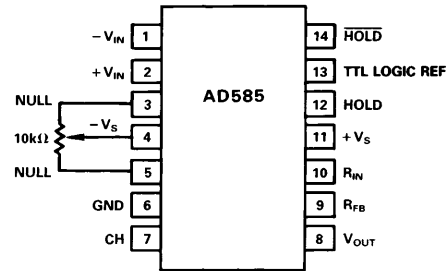 −VIN 1
+VIN 2
NULL 3
−VS 4
10kΩ
NULL 5
GND 6
CH 7
AD585
14 H̅O̅L̅D̅
13 TTL LOGIC REF
12 HOLD
11 +VS
10 RIN
9 RFB
8 VOUT